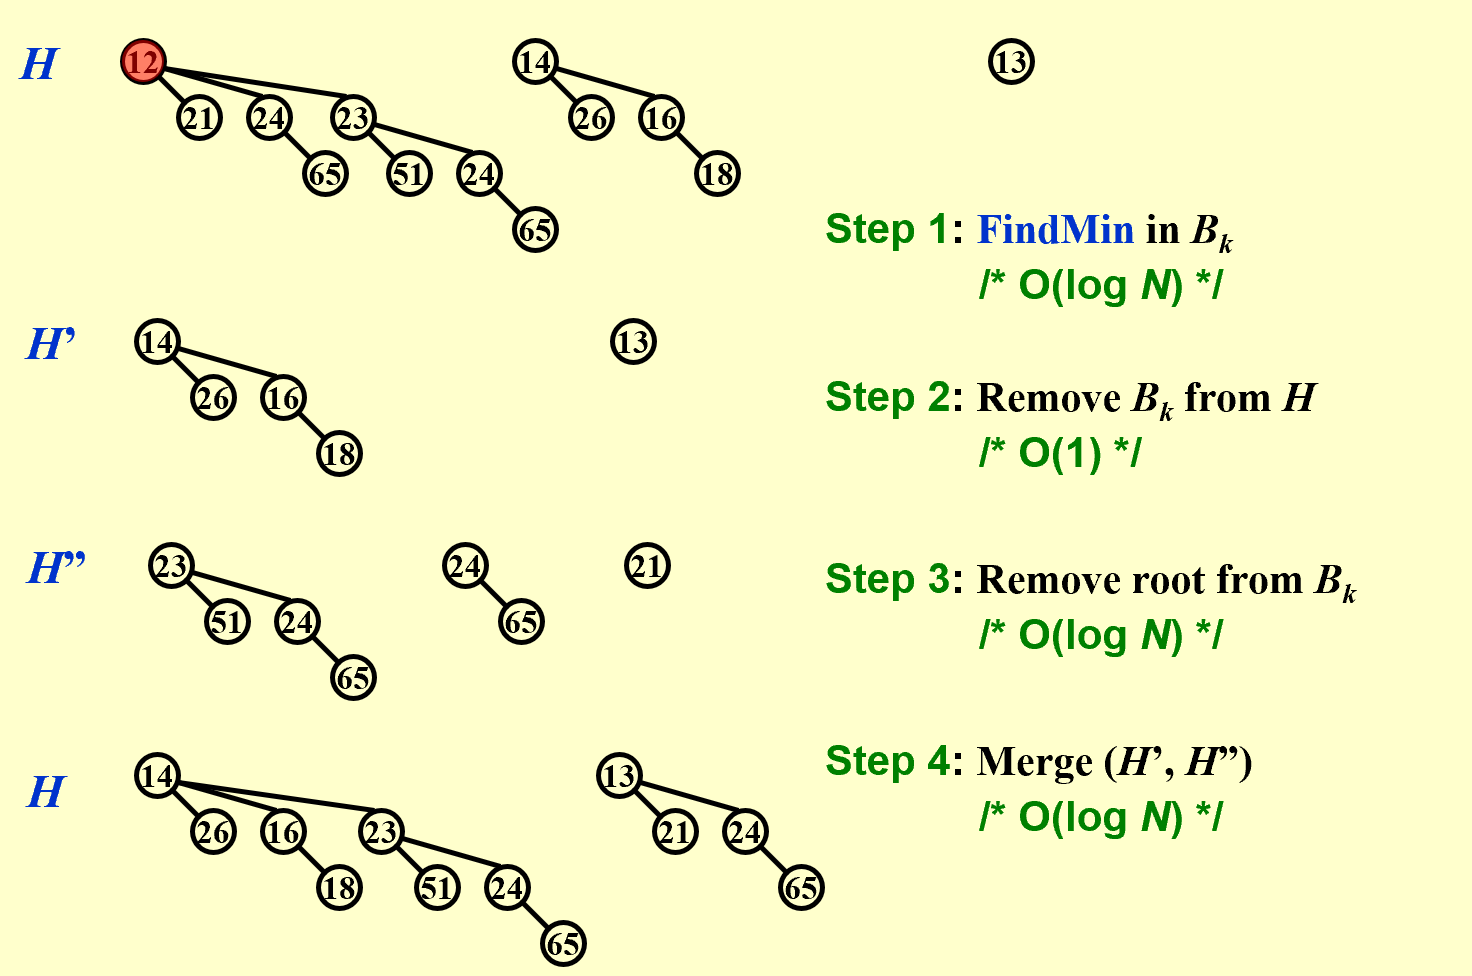 H 12 14 13
21 24 23 26 16
65 51 24 18
65
Step 1: FindMin in Bk
/* O(log N) */
H’ 14 13
26 16
18
Step 2: Remove Bk from H
/* O(1) */
H” 23 24 21
51 24 65
65
Step 3: Remove root from Bk
/* O(log N) */
H 14 13
26 16 23 21 24
18 51 24 65
65
Step 4: Merge (H’, H”)
/* O(log N) */